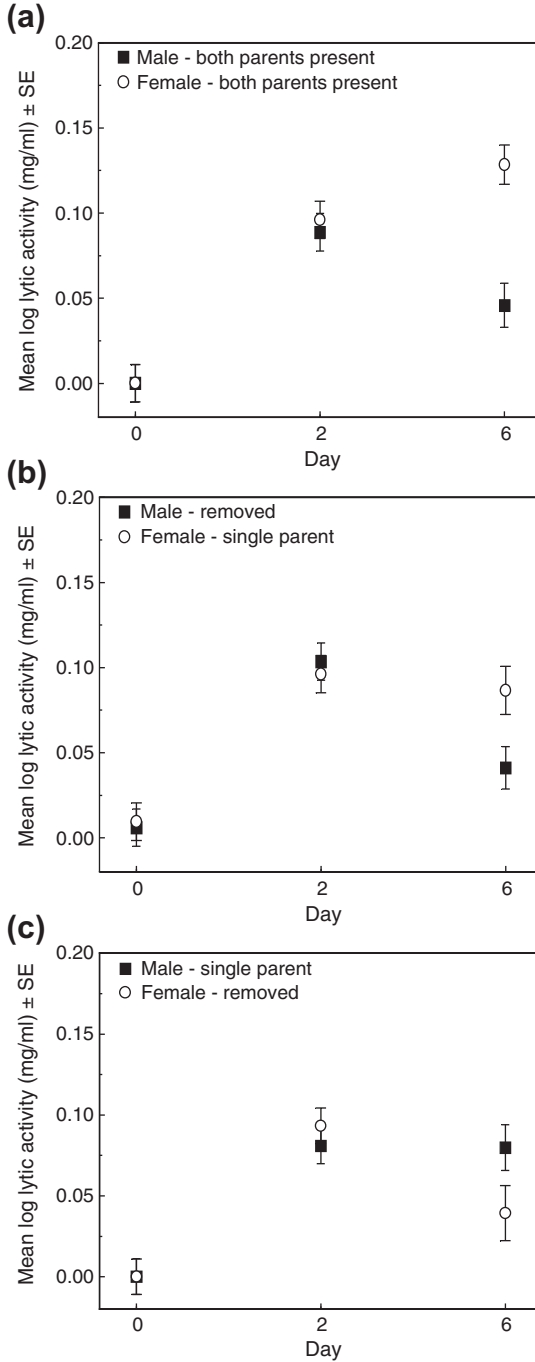 (a)
Mean log lytic activity (mg/ml) ± SE
0.20
0.15
0.10
0.05
0.00
■ Male - both parents present
○ Female - both parents present
0 2 6
Day
(b)
Mean log lytic activity (mg/ml) ± SE
0.20
0.15
0.10
0.05
0.00
■ Male - removed
○ Female - single parent
0 2 6
Day
(c)
Mean log lytic activity (mg/ml) ± SE
0.20
0.15
0.10
0.05
0.00
■ Male - single parent
○ Female - removed
0 2 6
Day